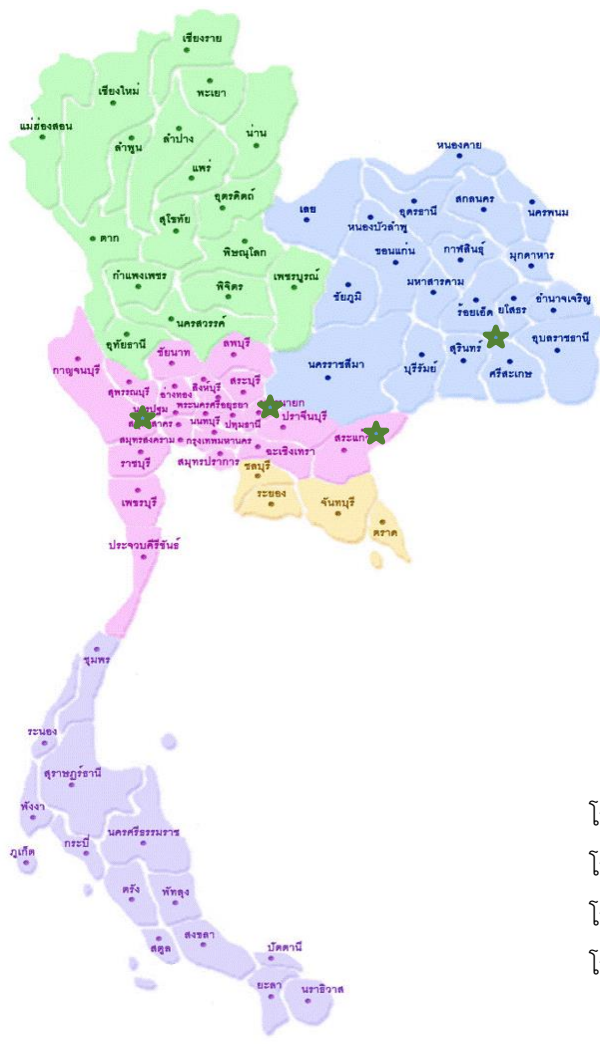 เชียงราย
เชียงใหม่
พะเยา
แม่ฮ่องสอน
ลำพูน
ลำปาง
น่าน
แพร่
อุตรดิตถ์
สุโขทัย
ตาก
พิษณุโลก
กำแพงเพชร
พิจิตร
เพชรบูรณ์
นครสวรรค์
อุทัยธานี
หนองคาย
เลย
หนองบัวลำพู
อุดรธานี
สกลนคร
นครพนม
ขอนแก่น
กาฬสินธุ์
มุกดาหาร
ชัยภูมิ
มหาสารคาม
ร้อยเอ็ด
ยโสธร
อำนาจเจริญ
นครราชสีมา
บุรีรัมย์
สุรินทร์
ศรีสะเกษ
อุบลราชธานี
กาญจนบุรี
ชัยนาท
ลพบุรี
สุพรรณบุรี
อ่างทอง
สิงห์บุรี
สระบุรี
พระนครศรีอยุธยา
ปราจีนบุรี
นนทบุรี
ปทุมธานี
สมุทรสงคราม
กรุงเทพมหานคร
ฉะเชิงเทรา
ราชบุรี
สมุทรปราการ
เพชรบุรี
ประจวบคีรีขันธ์
ชลบุรี
ระยอง
จันทบุรี
ตราด
ชุมพร
ระนอง
สุราษฎร์ธานี
พังงา
ภูเก็ต
กระบี่
นครศรีธรรมราช
ตรัง
พัทลุง
สตูล
สงขลา
ปัตตานี
ยะลา
นราธิวาส